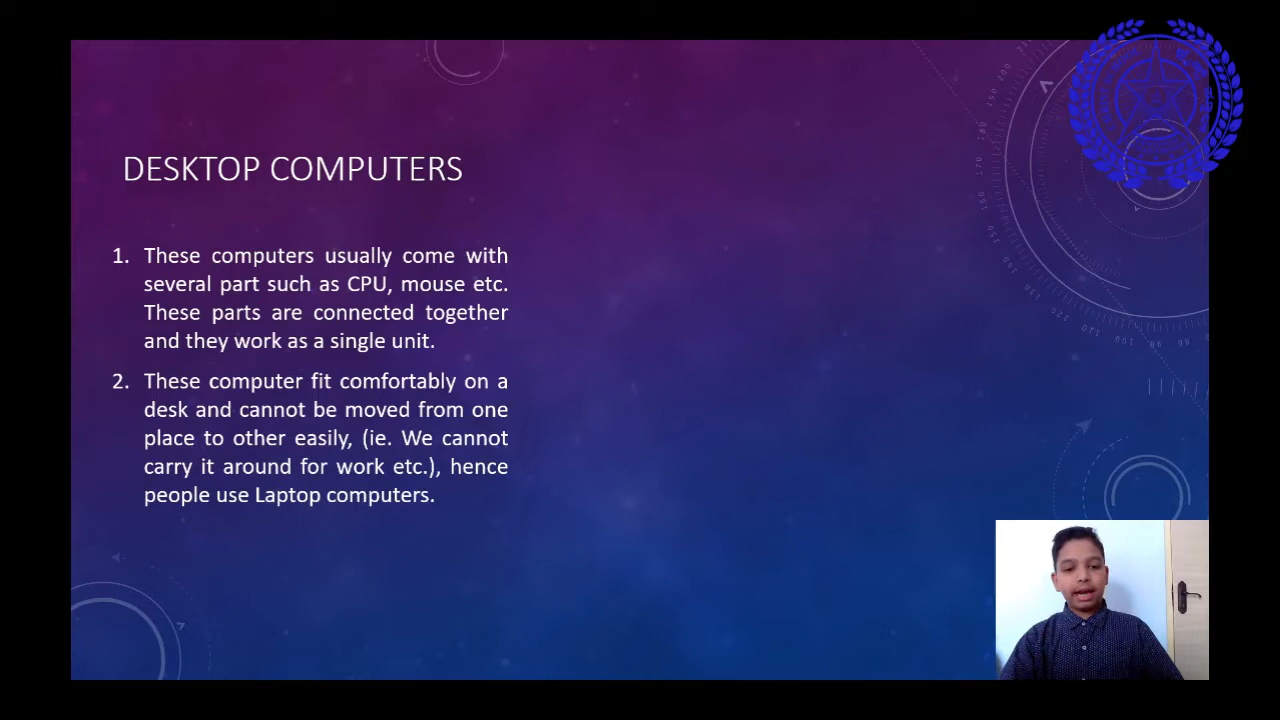 DESKTOP COMPUTERS
1. These computers usually come with
several part such as CPU, mouse etc.
These parts are connected together
and they work as a single unit.
2. These computer fit comfortably on a
desk and cannot be moved from one
place to other easily, (ie. We cannot
carry it around for work etc.), hence
people use Laptop computers.